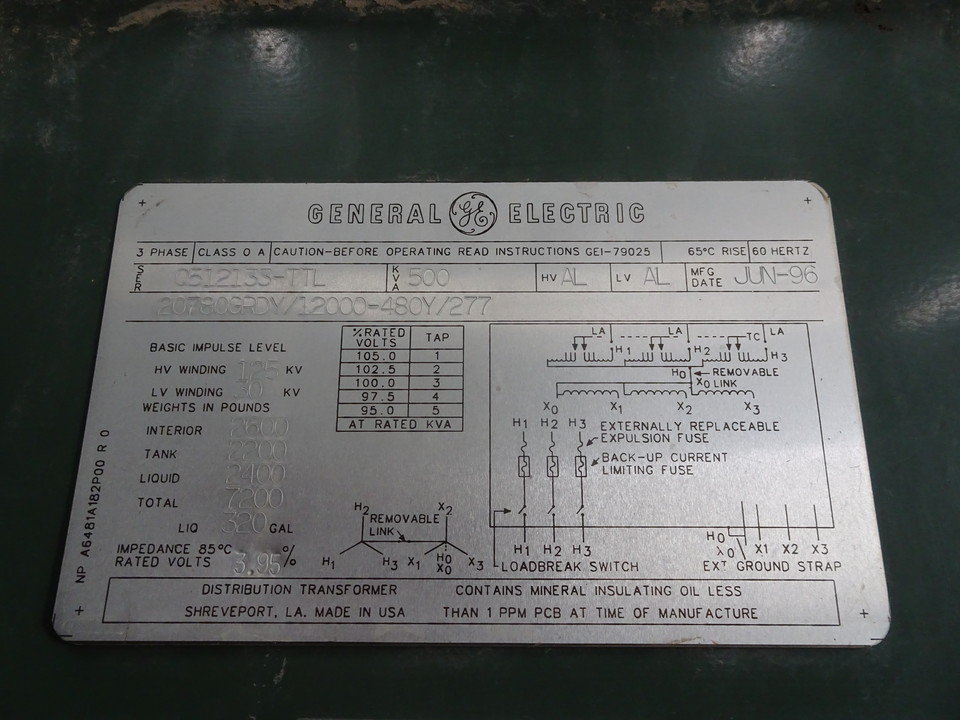 GENERAL GE ELECTRIC
3 PHASE CLASS O A CAUTION-BEFORE OPERATING READ INSTRUCTIONS GEI-79025 65°C RISE 60 HERTZ
SER Q512133-TTL KVA 500 HV AL LV AL MFG DATE JUN-96
20780GRDY/12000-480Y/277
BASIC IMPULSE LEVEL
HV WINDING 125 KV
LV WINDING 30 KV
WEIGHTS IN POUNDS
INTERIOR 2600
TANK 2200
LIQUID 2400
TOTAL 7200
LIQ 320 GAL
IMPEDANCE 85°C
RATED VOLTS 3.95 %
%RATED VOLTS TAP
105.0 1
102.5 2
100.0 3
97.5 4
95.0 5
AT RATED KVA
H2 X2
REMOVABLE
LINK
H1 H3 X1 H0 X0 X3
LA LA TC LA
H1 H2 H3
H0 REMOVABLE
X0 LINK
X0 X1 X2 X3
H1 H2 H3 EXTERNALLY REPLACEABLE
EXPULSION FUSE
BACK-UP CURRENT
LIMITING FUSE
H1 H2 H3
LOADBREAK SWITCH
H0
X0 X1 X2 X3
EXT GROUND STRAP
NP A6481A182P00 R 0
DISTRIBUTION TRANSFORMER CONTAINS MINERAL INSULATING OIL LESS
SHREVEPORT, LA. MADE IN USA THAN 1 PPM PCB AT TIME OF MANUFACTURE